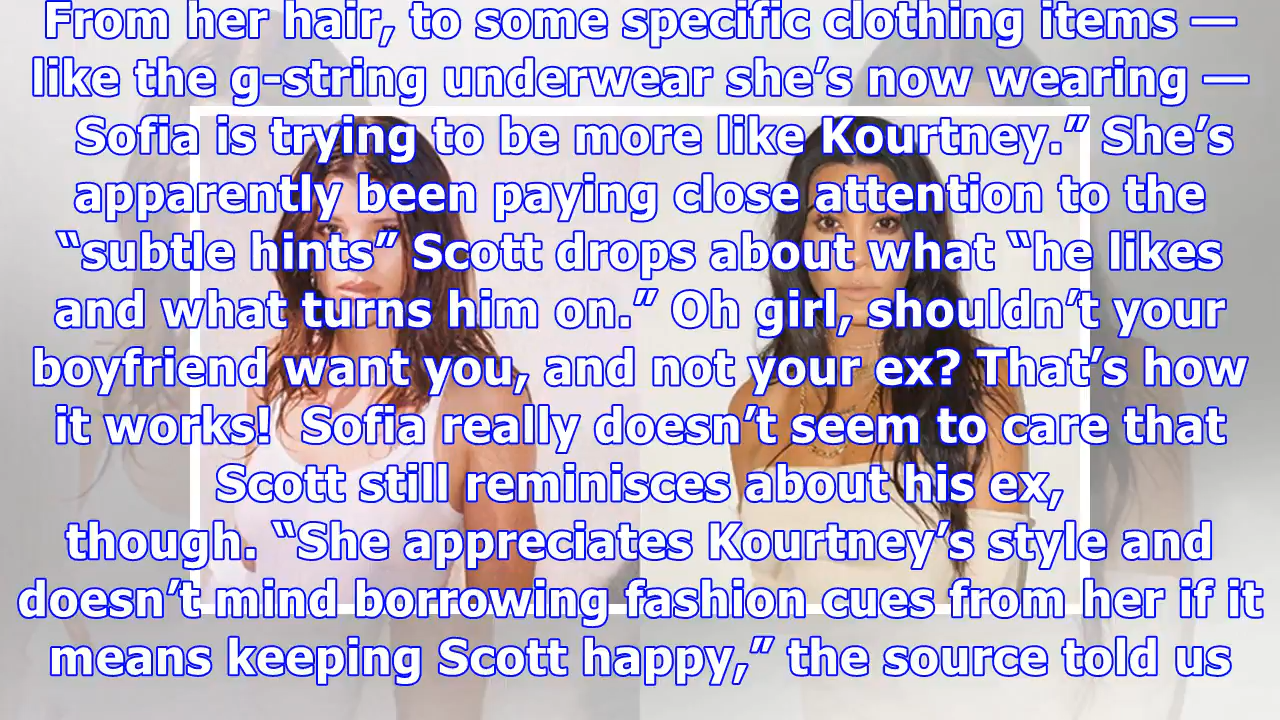 From her hair, to some specific clothing items —
like the g-string underwear she’s now wearing —
Sofia is trying to be more like Kourtney.” She’s
apparently been paying close attention to the
“subtle hints” Scott drops about what “he likes
and what turns him on.” Oh girl, shouldn’t your
boyfriend want you, and not your ex? That’s how
it works!  Sofia really doesn’t seem to care that
Scott still reminisces about his ex,
though. “She appreciates Kourtney’s style and
doesn’t mind borrowing fashion cues from her if it
means keeping Scott happy,” the source told us